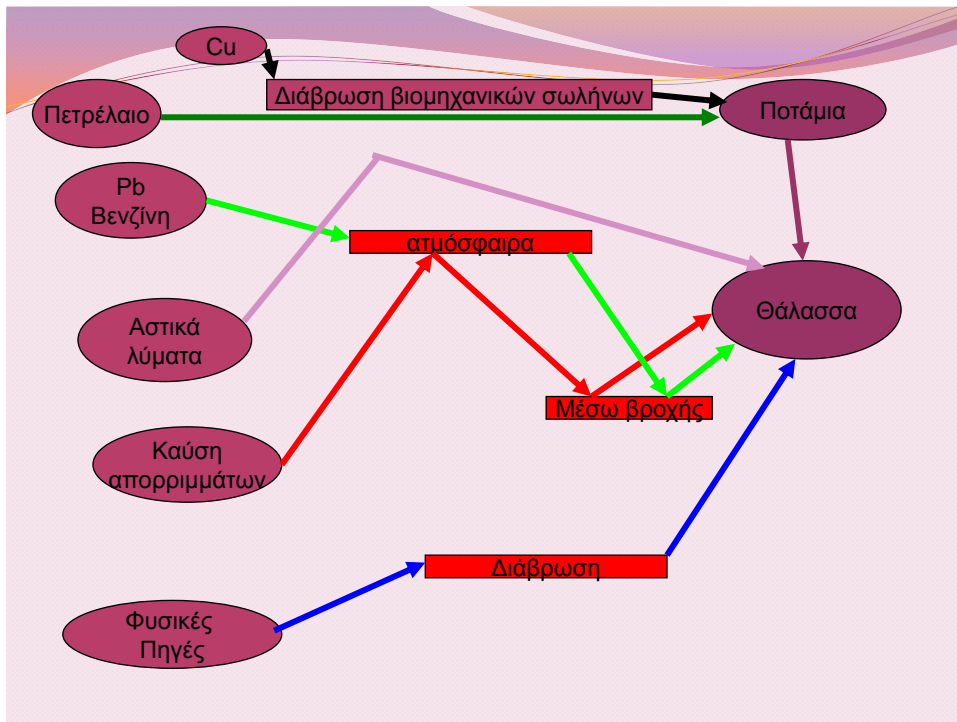 Cu
Διάβρωση βιομηχανικών σωλήνων
Ποτάμια
Πετρέλαιο
Pb
Βενζίνη
ατμόσφαιρα
Θάλασσα
Αστικά
λύματα
Μέσω βροχής
Καύση
απορριμμάτων
Διάβρωση
Φυσικές
Πηγές